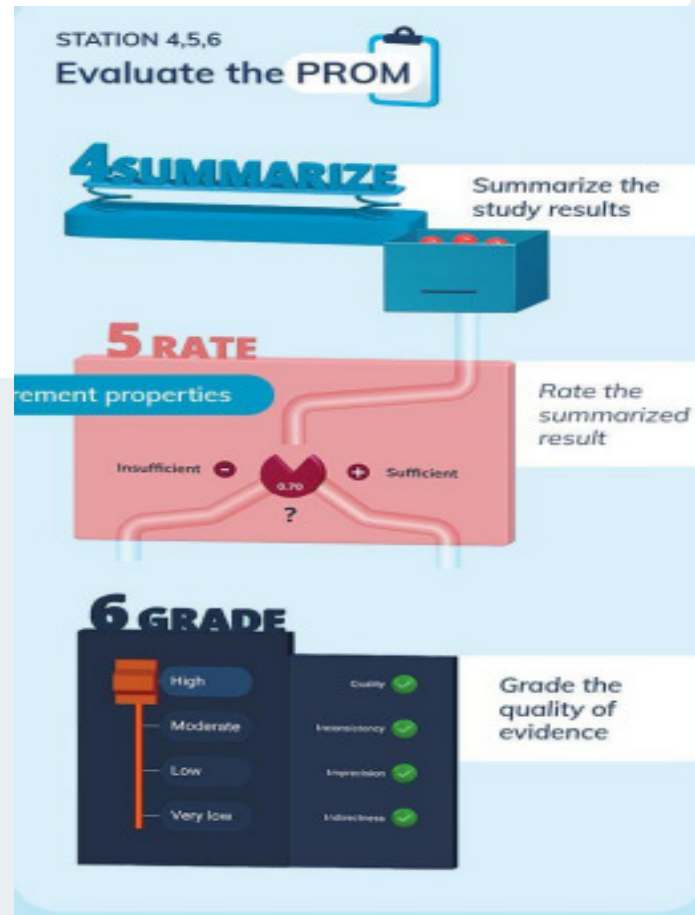 STATION 4,5,6
Evaluate the PROM
4 SUMMARIZE
Summarize the
study results
5 RATE
rement properties
Rate the
summarized
result
Insufficient - + Sufficient
0.70
?
6 GRADE
High
Moderate
Low
Very low
Quality
Inconsistency
Imprecision
Indirectness
Grade the
quality of
evidence